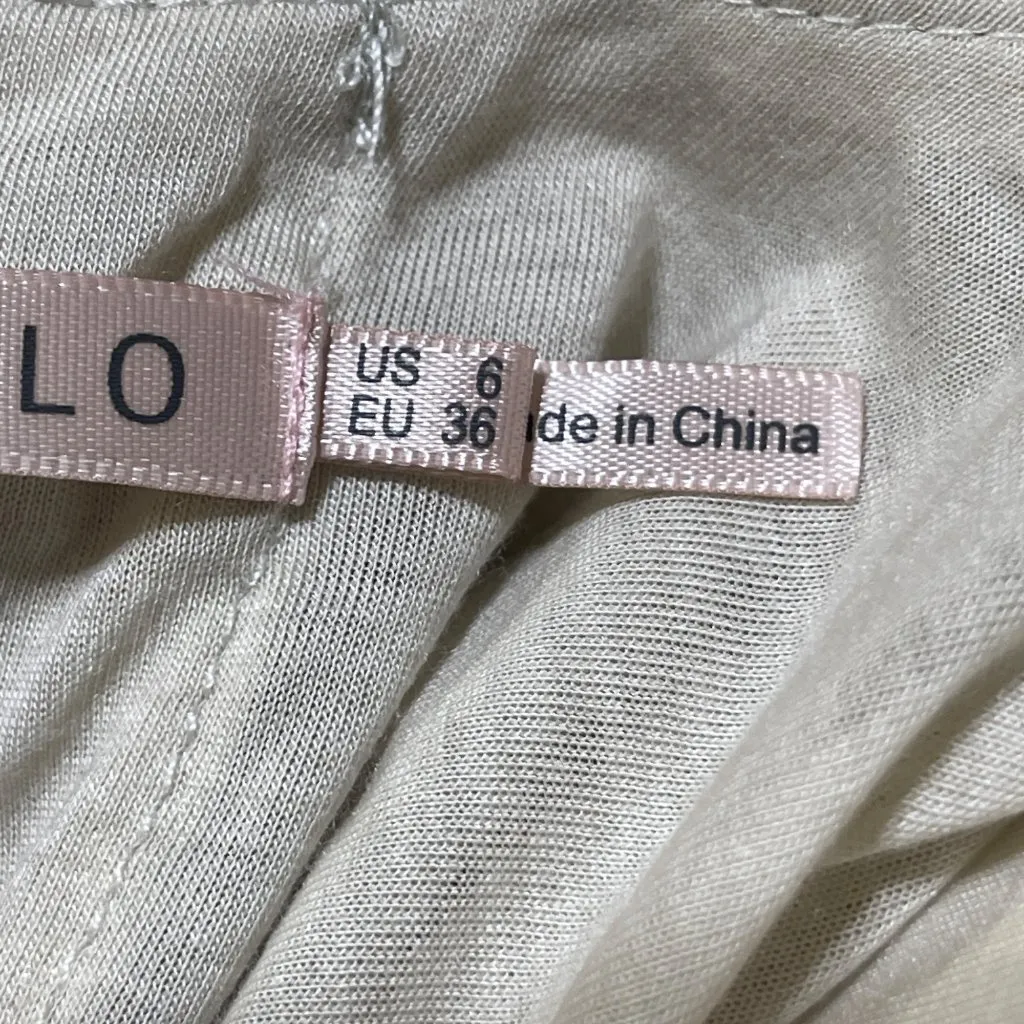 LO
US 6
EU 36
de in China